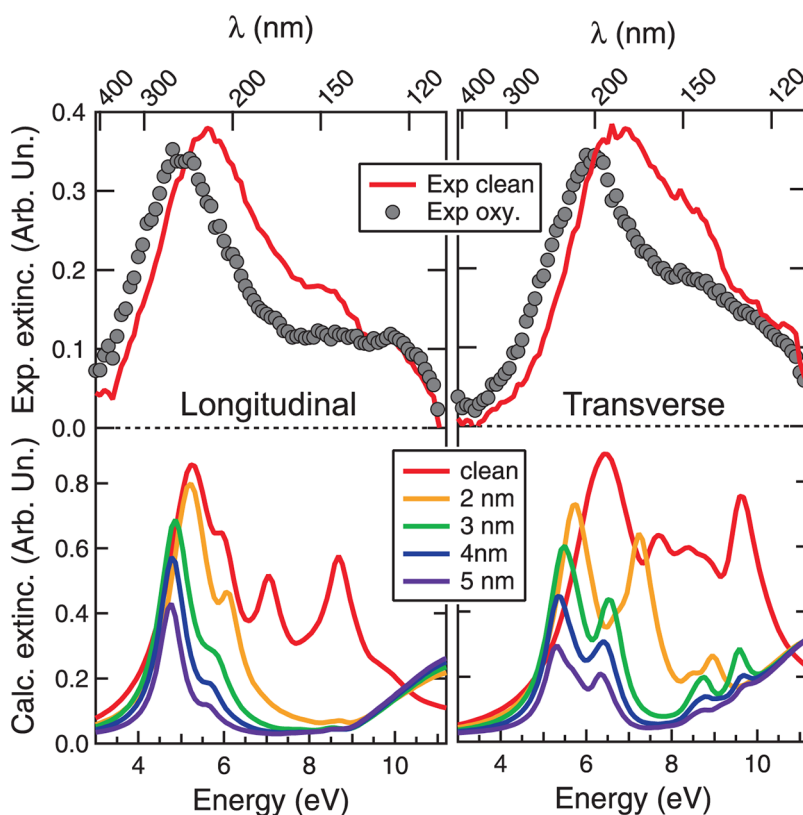 λ (nm)
λ (nm)
400
300
200
150
120
400
300
200
150
120
Exp. extinc. (Arb. Un.)
0.4
0.3
0.2
0.1
0.0
Exp clean
Exp oxy.
Longitudinal
Transverse
Calc. extinc. (Arb. Un.)
0.8
0.6
0.4
0.2
0.0
clean
2 nm
3 nm
4nm
5 nm
4
6
8
10
4
6
8
10
Energy (eV)
Energy (eV)